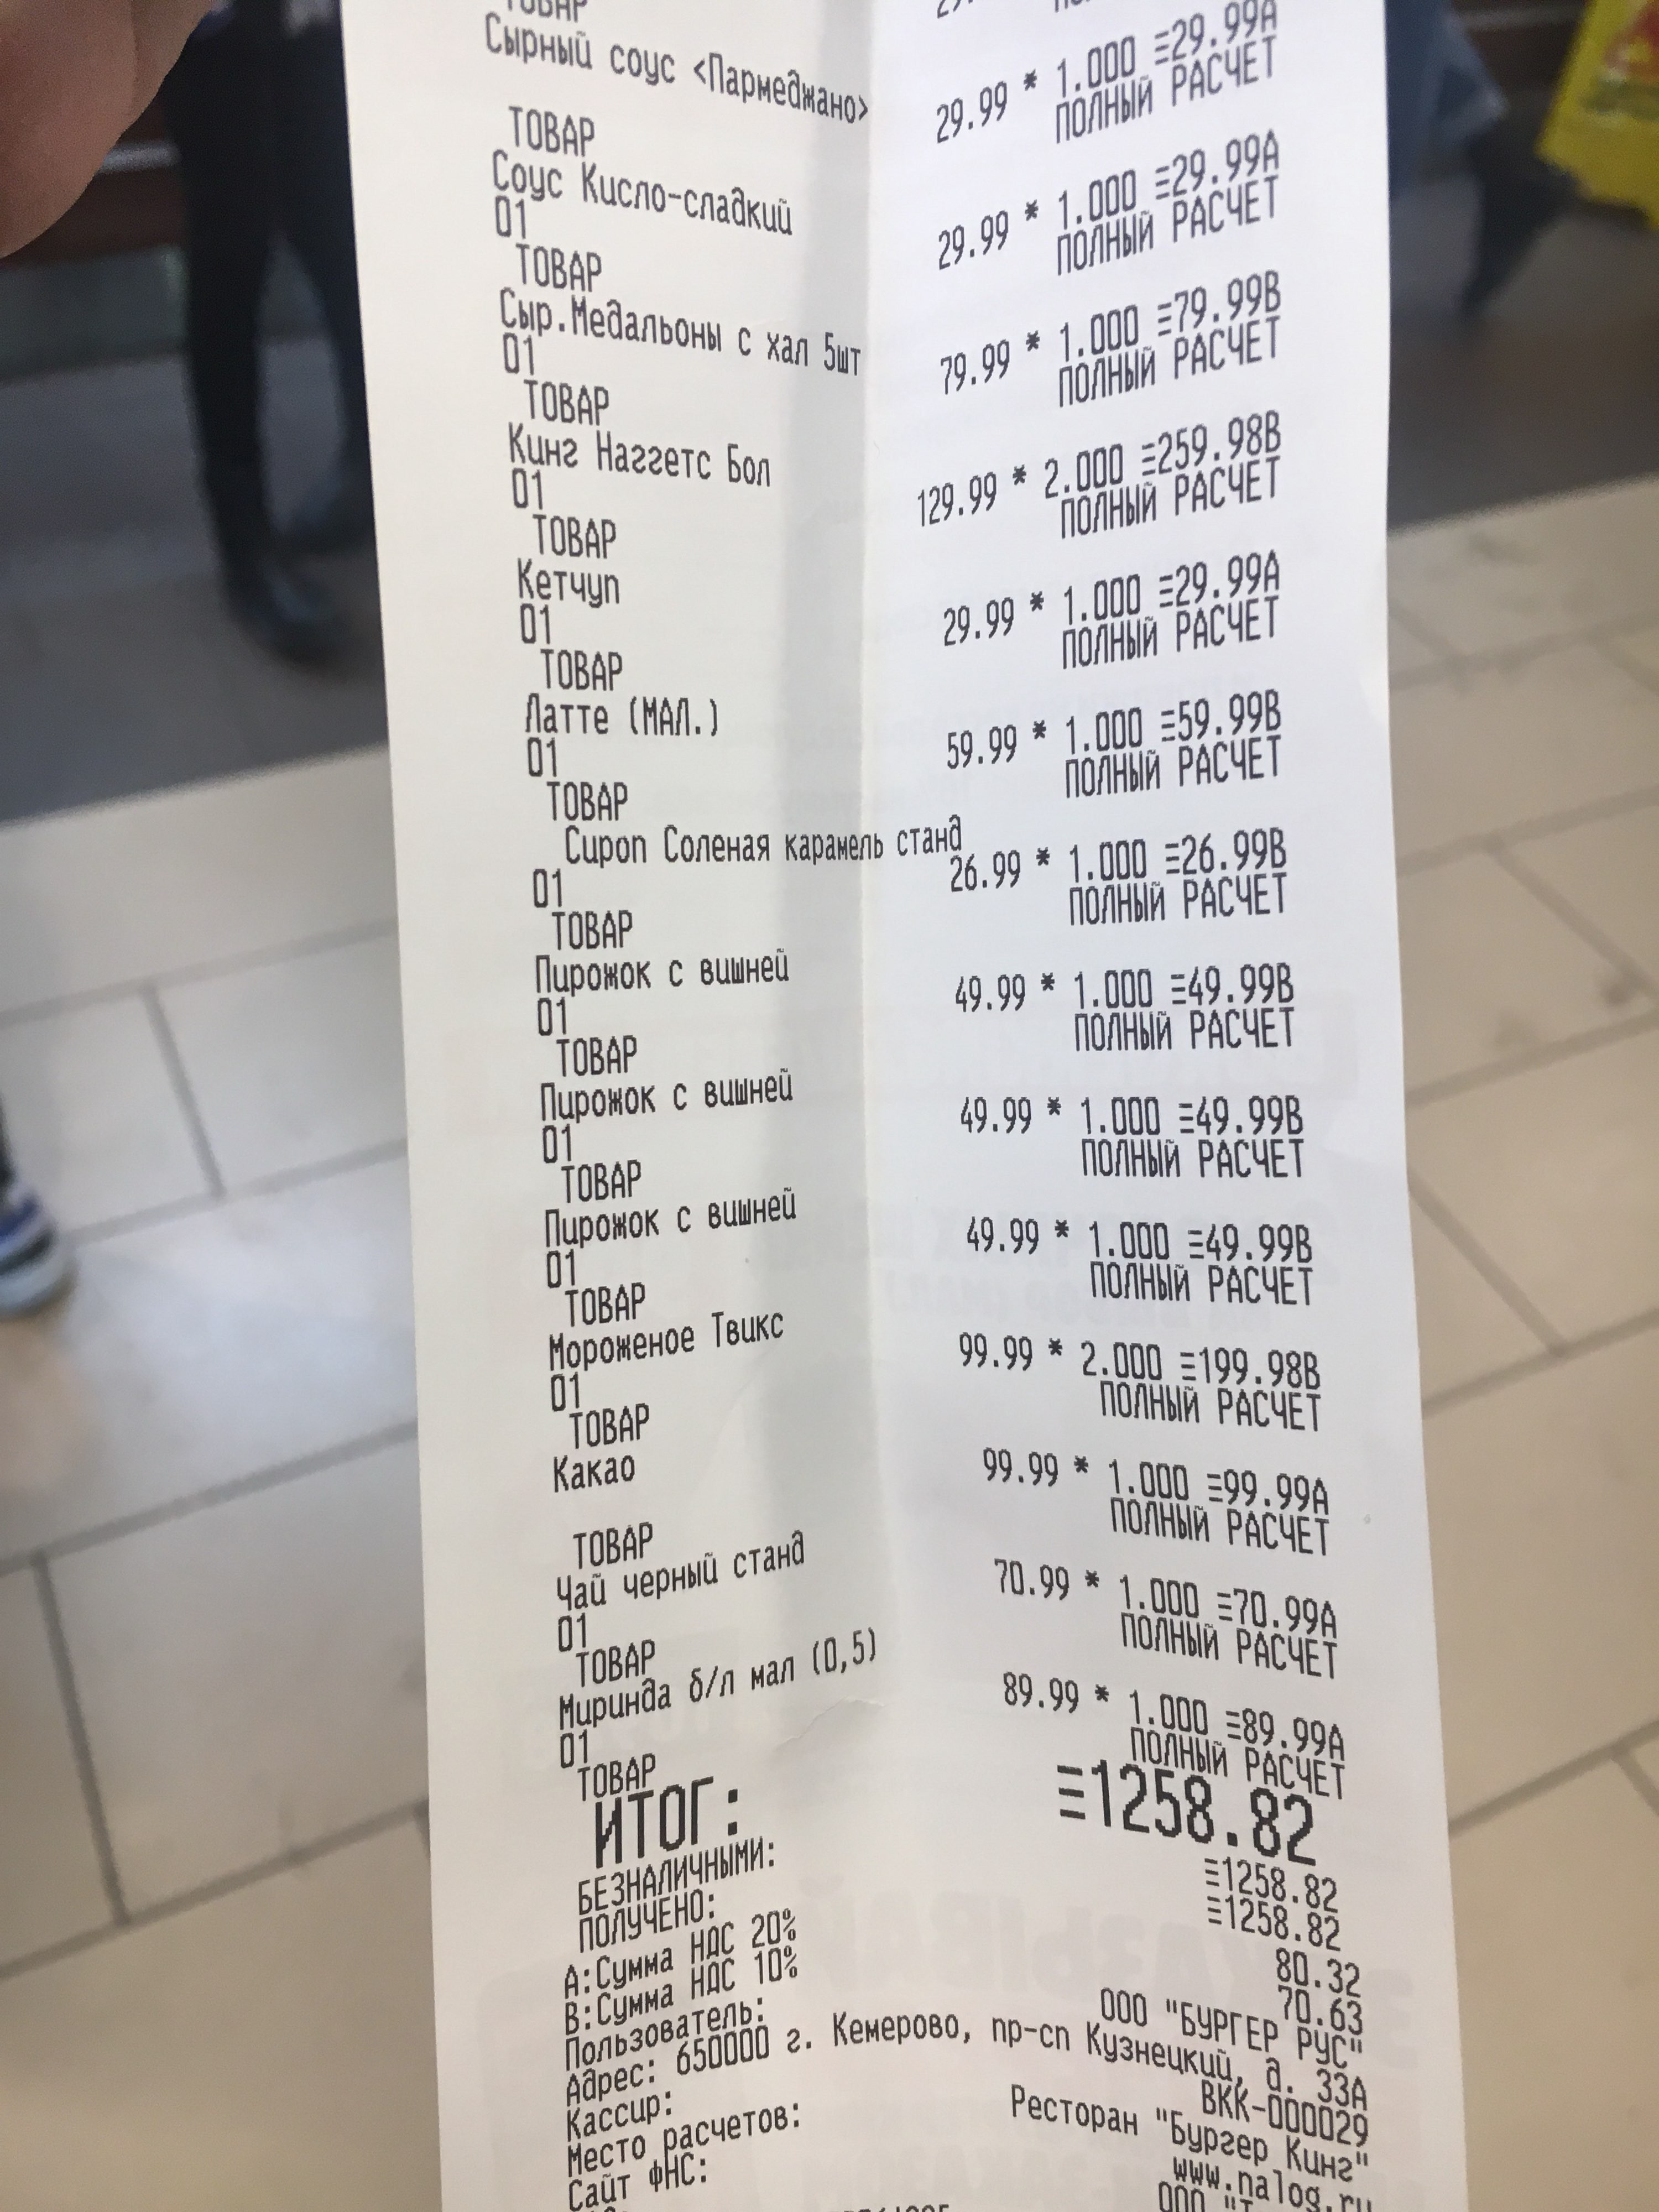 ТОВАР
Сырный соус <Пармеджано>
29.99 * 1.000 ≡29.99А
ПОЛНЫЙ РАСЧЕТ
ТОВАР
Соус Кисло-сладкий
01
29.99 * 1.000 ≡29.99А
ПОЛНЫЙ РАСЧЕТ
ТОВАР
Сыр.Медальоны с хал 5шт
01
79.99 * 1.000 ≡79.99В
ПОЛНЫЙ РАСЧЕТ
ТОВАР
Кинг Наггетс Бол
01
129.99 * 2.000 ≡259.98В
ПОЛНЫЙ РАСЧЕТ
ТОВАР
Кетчуп
01
29.99 * 1.000 ≡29.99А
ПОЛНЫЙ РАСЧЕТ
ТОВАР
Латте (МАЛ.)
01
59.99 * 1.000 ≡59.99В
ПОЛНЫЙ РАСЧЕТ
ТОВАР
Сироп Соленая карамель станд
01
26.99 * 1.000 ≡26.99В
ПОЛНЫЙ РАСЧЕТ
ТОВАР
Пирожок с вишней
01
49.99 * 1.000 ≡49.99В
ПОЛНЫЙ РАСЧЕТ
ТОВАР
Пирожок с вишней
01
49.99 * 1.000 ≡49.99В
ПОЛНЫЙ РАСЧЕТ
ТОВАР
Пирожок с вишней
01
49.99 * 1.000 ≡49.99В
ПОЛНЫЙ РАСЧЕТ
ТОВАР
Мороженое Твикс
01
99.99 * 2.000 ≡199.98В
ПОЛНЫЙ РАСЧЕТ
ТОВАР
Какао
99.99 * 1.000 ≡99.99А
ПОЛНЫЙ РАСЧЕТ
ТОВАР
Чай черный станд
01
70.99 * 1.000 ≡70.99А
ПОЛНЫЙ РАСЧЕТ
ТОВАР
Миринда б/л мал (0,5)
01
89.99 * 1.000 ≡89.99А
ПОЛНЫЙ РАСЧЕТ
ТОВАР
ИТОГ: ≡1258.82
БЕЗНАЛИЧНЫМИ: ≡1258.82
ПОЛУЧЕНО: ≡1258.82
А:Сумма НДС 20% 80.32
В:Сумма НДС 10% 70.63
Пользователь: ООО "БУРГЕР РУС"
Адрес: 650000 г. Кемерово, пр-сп Кузнецкий, д. 33А
Кассир: ВКК-000029
Место расчетов: Ресторан "Бургер Кинг"
Сайт ФНС: www.nalog.ru
ООО